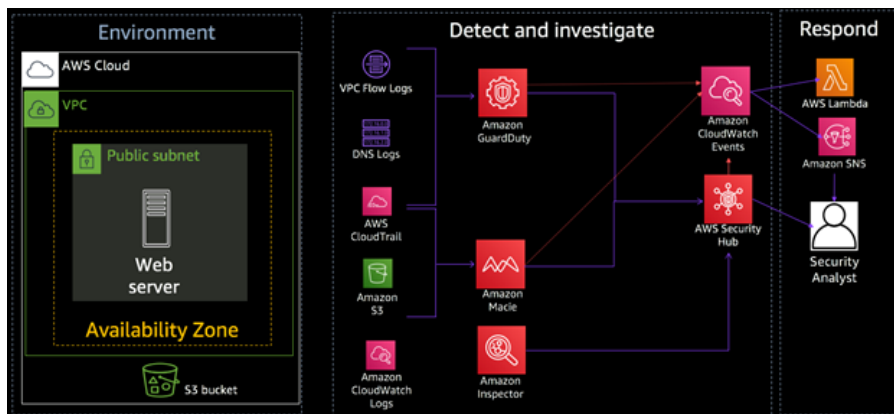 Environment
AWS Cloud
VPC
Public subnet
Web
server
Availability Zone
S3 bucket
Detect and investigate
VPC Flow Logs
DNS Logs
AWS
CloudTrail
Amazon
S3
Amazon
CloudWatch
Logs
Amazon
GuardDuty
Amazon
Macie
Amazon
Inspector
Amazon
CloudWatch
Events
AWS Security
Hub
Respond
AWS Lambda
Amazon SNS
Security
Analyst